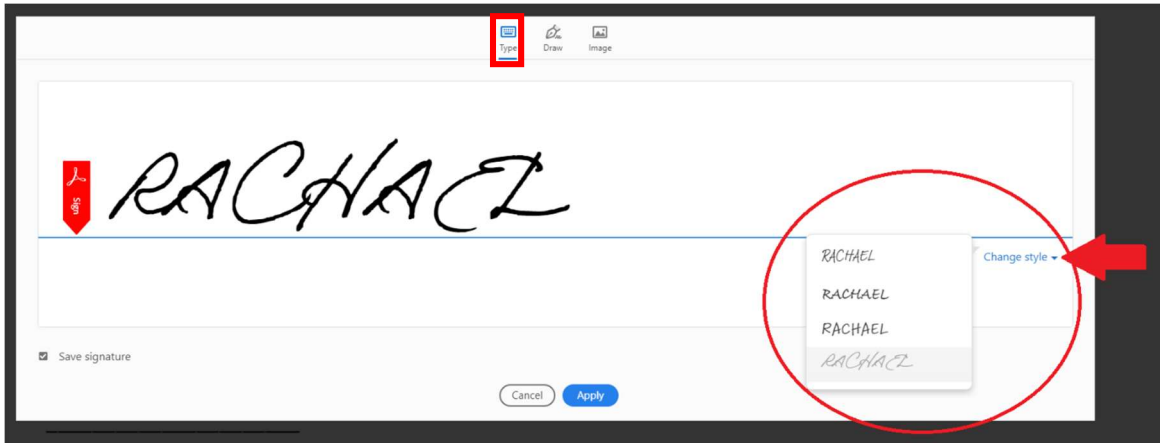 Type Draw Image
RACHAEL
Sign
Change style
RACHAEL
RACHAEL
RACHAEL
RACHAEL
Save signature
Cancel Apply